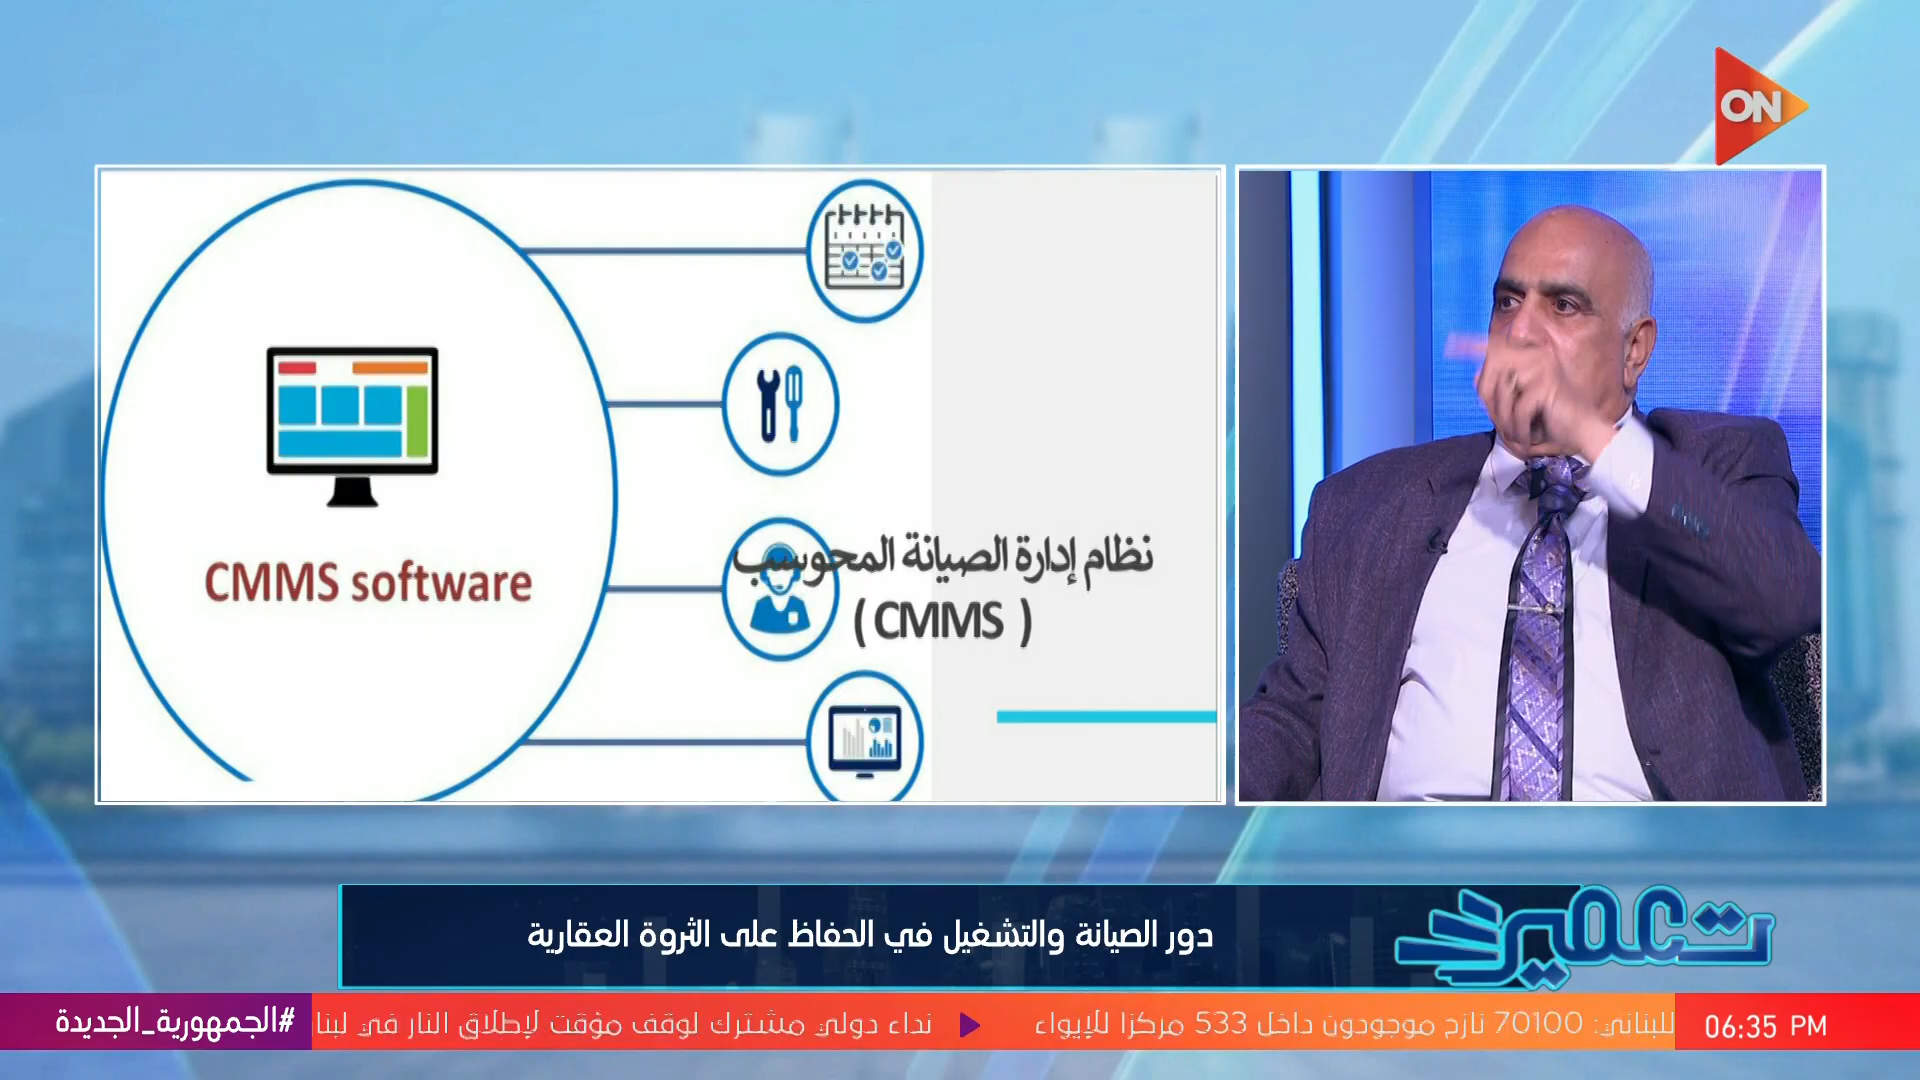 ON
CMMS software
نظام إدارة الصيانة المحوسب
( CMMS )
دور الصيانة والتشغيل في الحفاظ على الثروة العقارية
تعمير
#الجمهورية_الجديدة
للبناني: 70100 نازح موجودون داخل 533 مركزا للإيواء
نداء دولي مشترك لوقف مؤقت لإطلاق النار في
06:35 PM